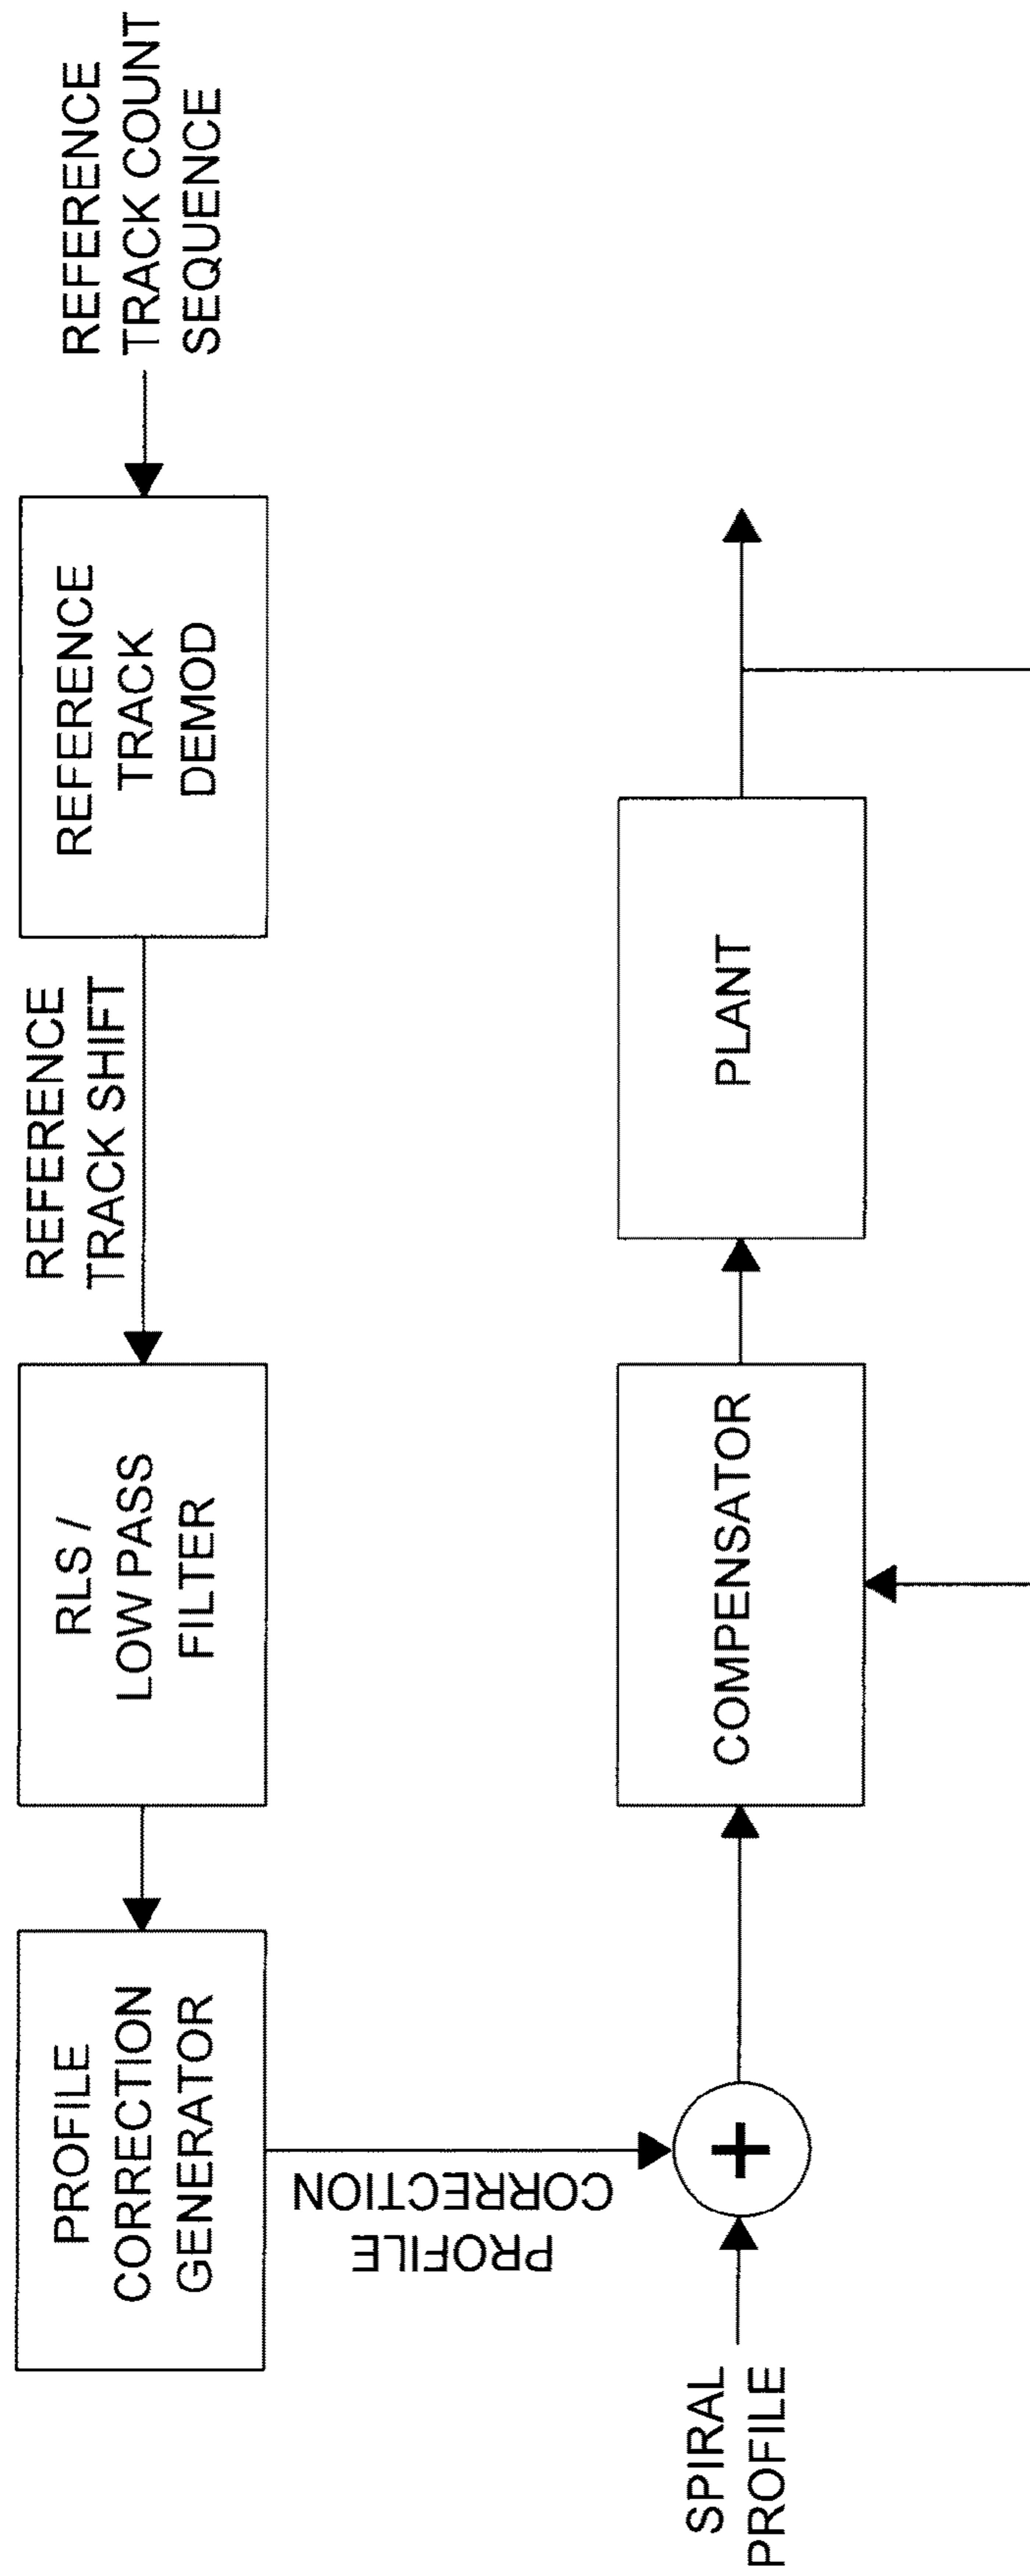 REFERENCE
TRACK COUNT
SEQUENCE
REFERENCE
TRACK
DEMOD
REFERENCE
TRACK SHIFT
RLS /
LOW PASS
FILTER
PROFILE
CORRECTION
GENERATOR
PROFILE
CORRECTION
SPIRAL
PROFILE
+
COMPENSATOR
PLANT